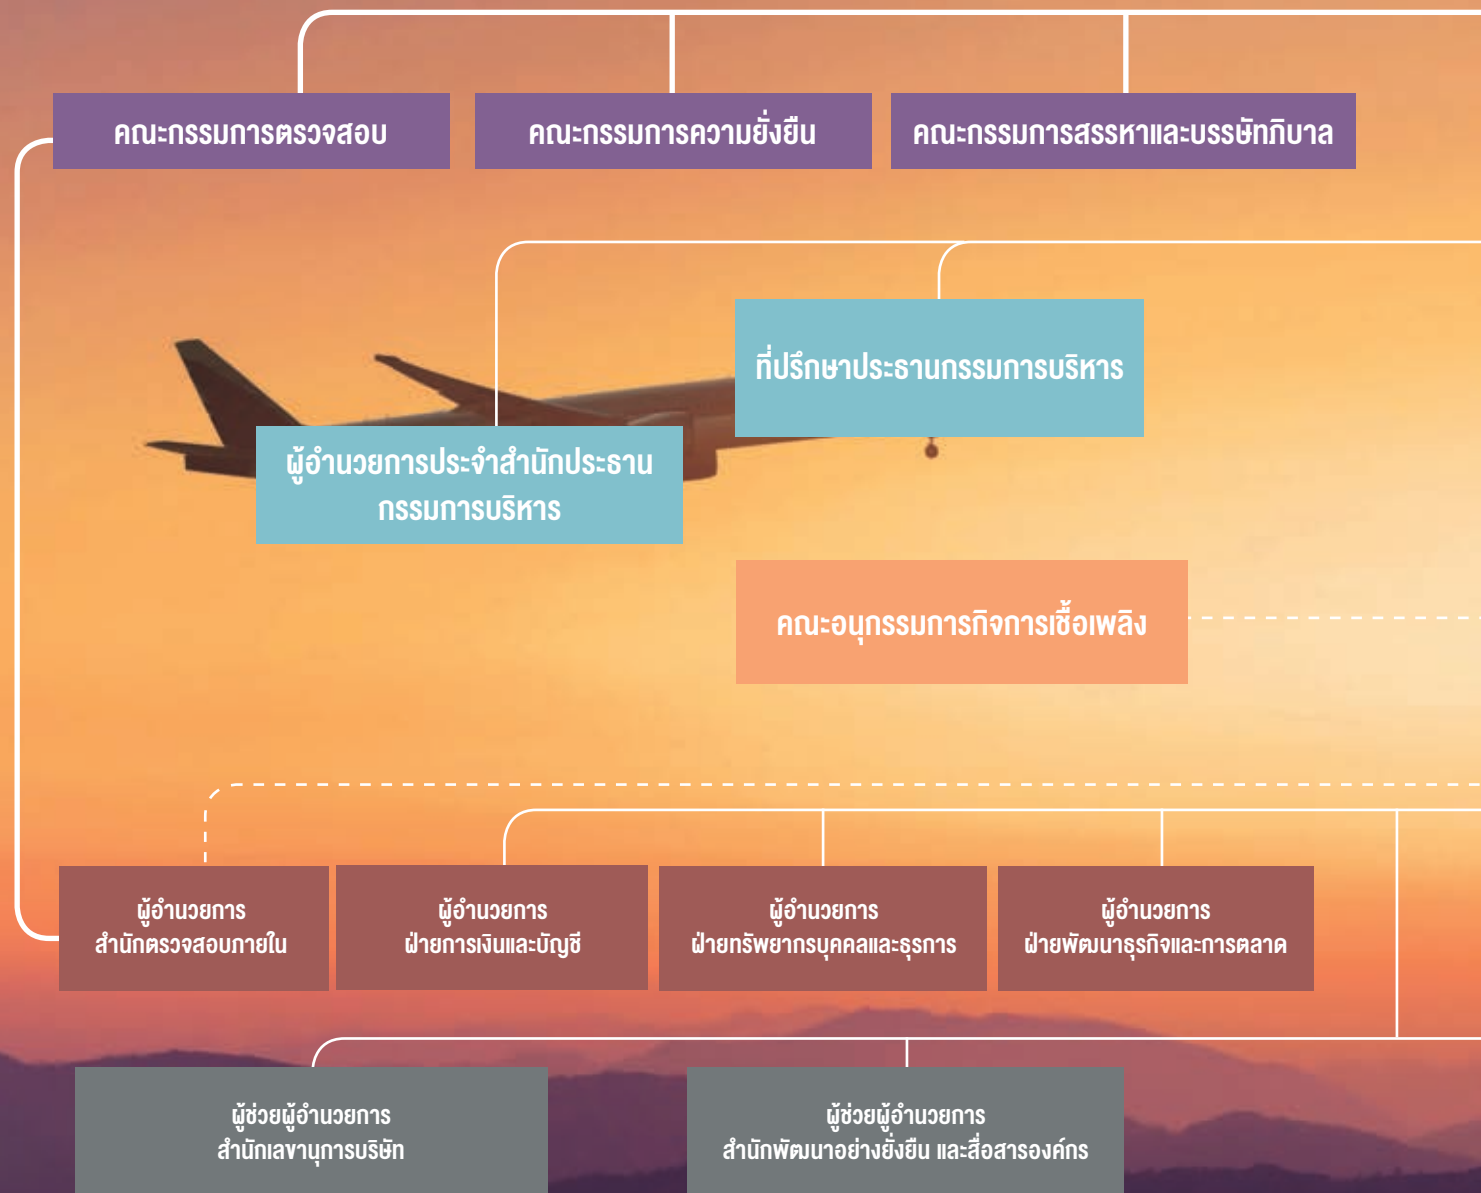 คณะกรรมการตรวจสอบ
คณะกรรมการความยั่งยืน
คณะกรรมการสรรหาและบรรษัทภิบาล
ที่ปรึกษาประธานกรรมการบริหาร
ผู้อำนวยการประจำสำนักประธาน
กรรมการบริหาร
คณะอนุกรรมการกิจการเชื้อเพลิง
ผู้อำนวยการ
สำนักตรวจสอบภายใน
ผู้อำนวยการ
ฝ่ายการเงินและบัญชี
ผู้อำนวยการ
ฝ่ายทรัพยากรบุคคลและธุรการ
ผู้อำนวยการ
ฝ่ายพัฒนาธุรกิจและการตลาด
ผู้ช่วยผู้อำนวยการ
สำนักเลขานุการบริษัท
ผู้ช่วยผู้อำนวยการ
สำนักพัฒนาอย่างยั่งยืน และสื่อสารองค์กร